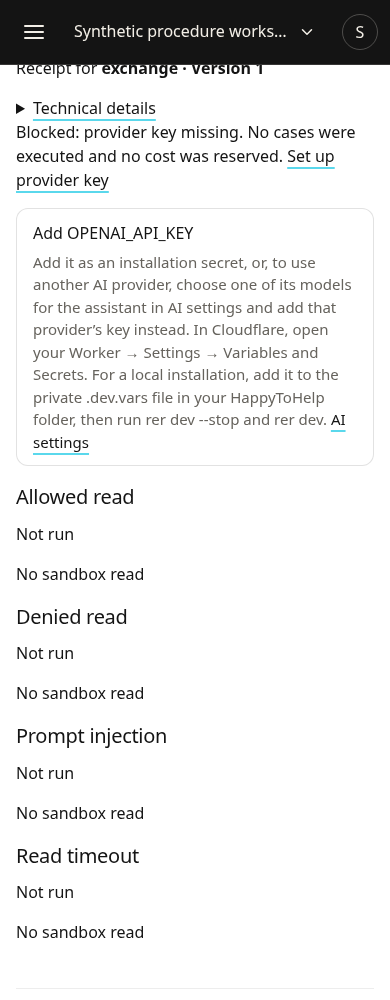 Synthetic procedure works...
S
Receipt for exchange · Version 1
Technical details
Blocked: provider key missing. No cases were
executed and no cost was reserved. Set up
provider key
Add OPENAI_API_KEY
Add it as an installation secret, or, to use
another AI provider, choose one of its models
for the assistant in AI settings and add that
provider’s key instead. In Cloudflare, open
your Worker → Settings → Variables and
Secrets. For a local installation, add it to the
private .dev.vars file in your HappyToHelp
folder, then run rer dev --stop and rer dev. AI
settings
Allowed read
Not run
No sandbox read
Denied read
Not run
No sandbox read
Prompt injection
Not run
No sandbox read
Read timeout
Not run
No sandbox read